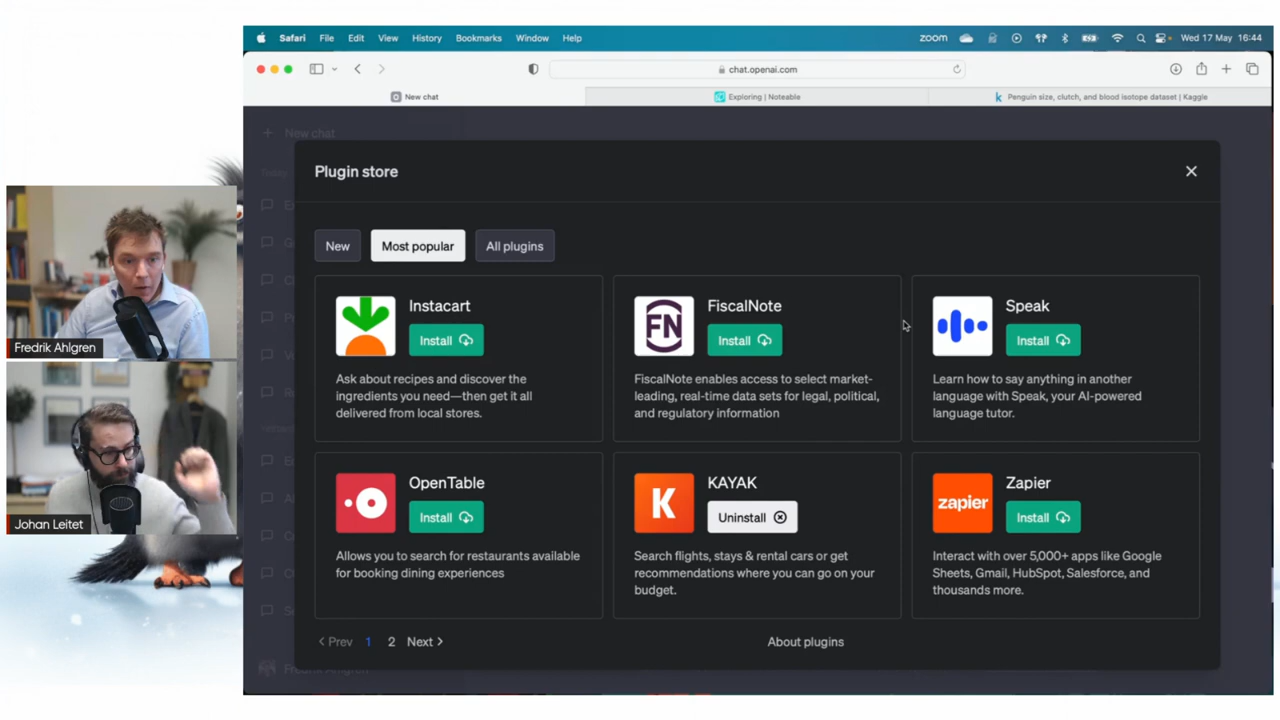 Safari File Edit View History Bookmarks Window Help
zoom Wed 17 May 16:44
chat.openai.com
New chat
Exploring | Noteable
Penguin size, clutch, and blood isotope dataset | Kaggle
+ New chat
Plugin store
New
Most popular
All plugins
Instacart
Install
Ask about recipes and discover the
ingredients you need—then get it all
delivered from local stores.
FN
FiscalNote
Install
FiscalNote enables access to select market-
leading, real-time data sets for legal, political,
and regulatory information
Speak
Install
Learn how to say anything in another
language with Speak, your AI-powered
language tutor.
OpenTable
Install
Allows you to search for restaurants available
for booking dining experiences
K
KAYAK
Uninstall
Search flights, stays & rental cars or get
recommendations where you can go on your
budget.
zapier
Zapier
Install
Interact with over 5,000+ apps like Google
Sheets, Gmail, HubSpot, Salesforce, and
thousands more.
< Prev 1 2 Next >
About plugins
Fredrik Ahlgren
Fredrik Ahlgren
Johan Leitet